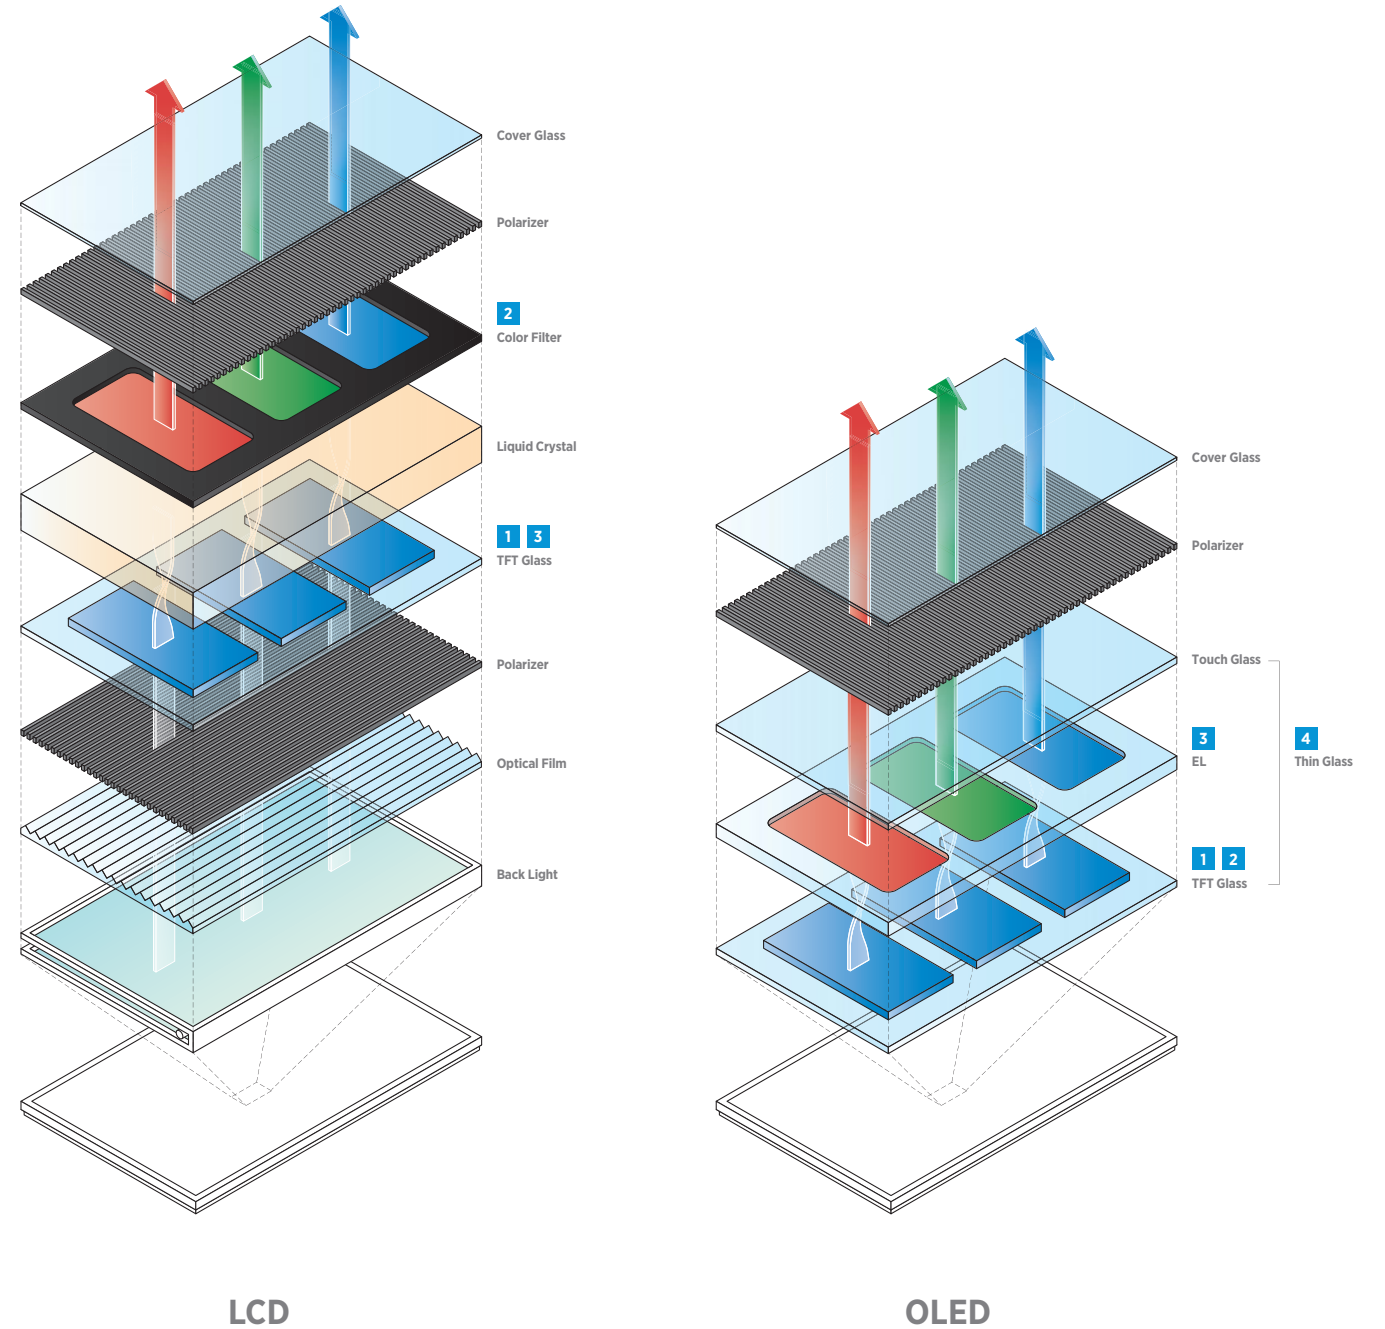 Cover Glass
Polarizer
2
Color Filter
Liquid Crystal
1 3
TFT Glass
Polarizer
Optical Film
Back Light
LCD
Cover Glass
Polarizer
Touch Glass
3
EL
4
Thin Glass
1 2
TFT Glass
OLED